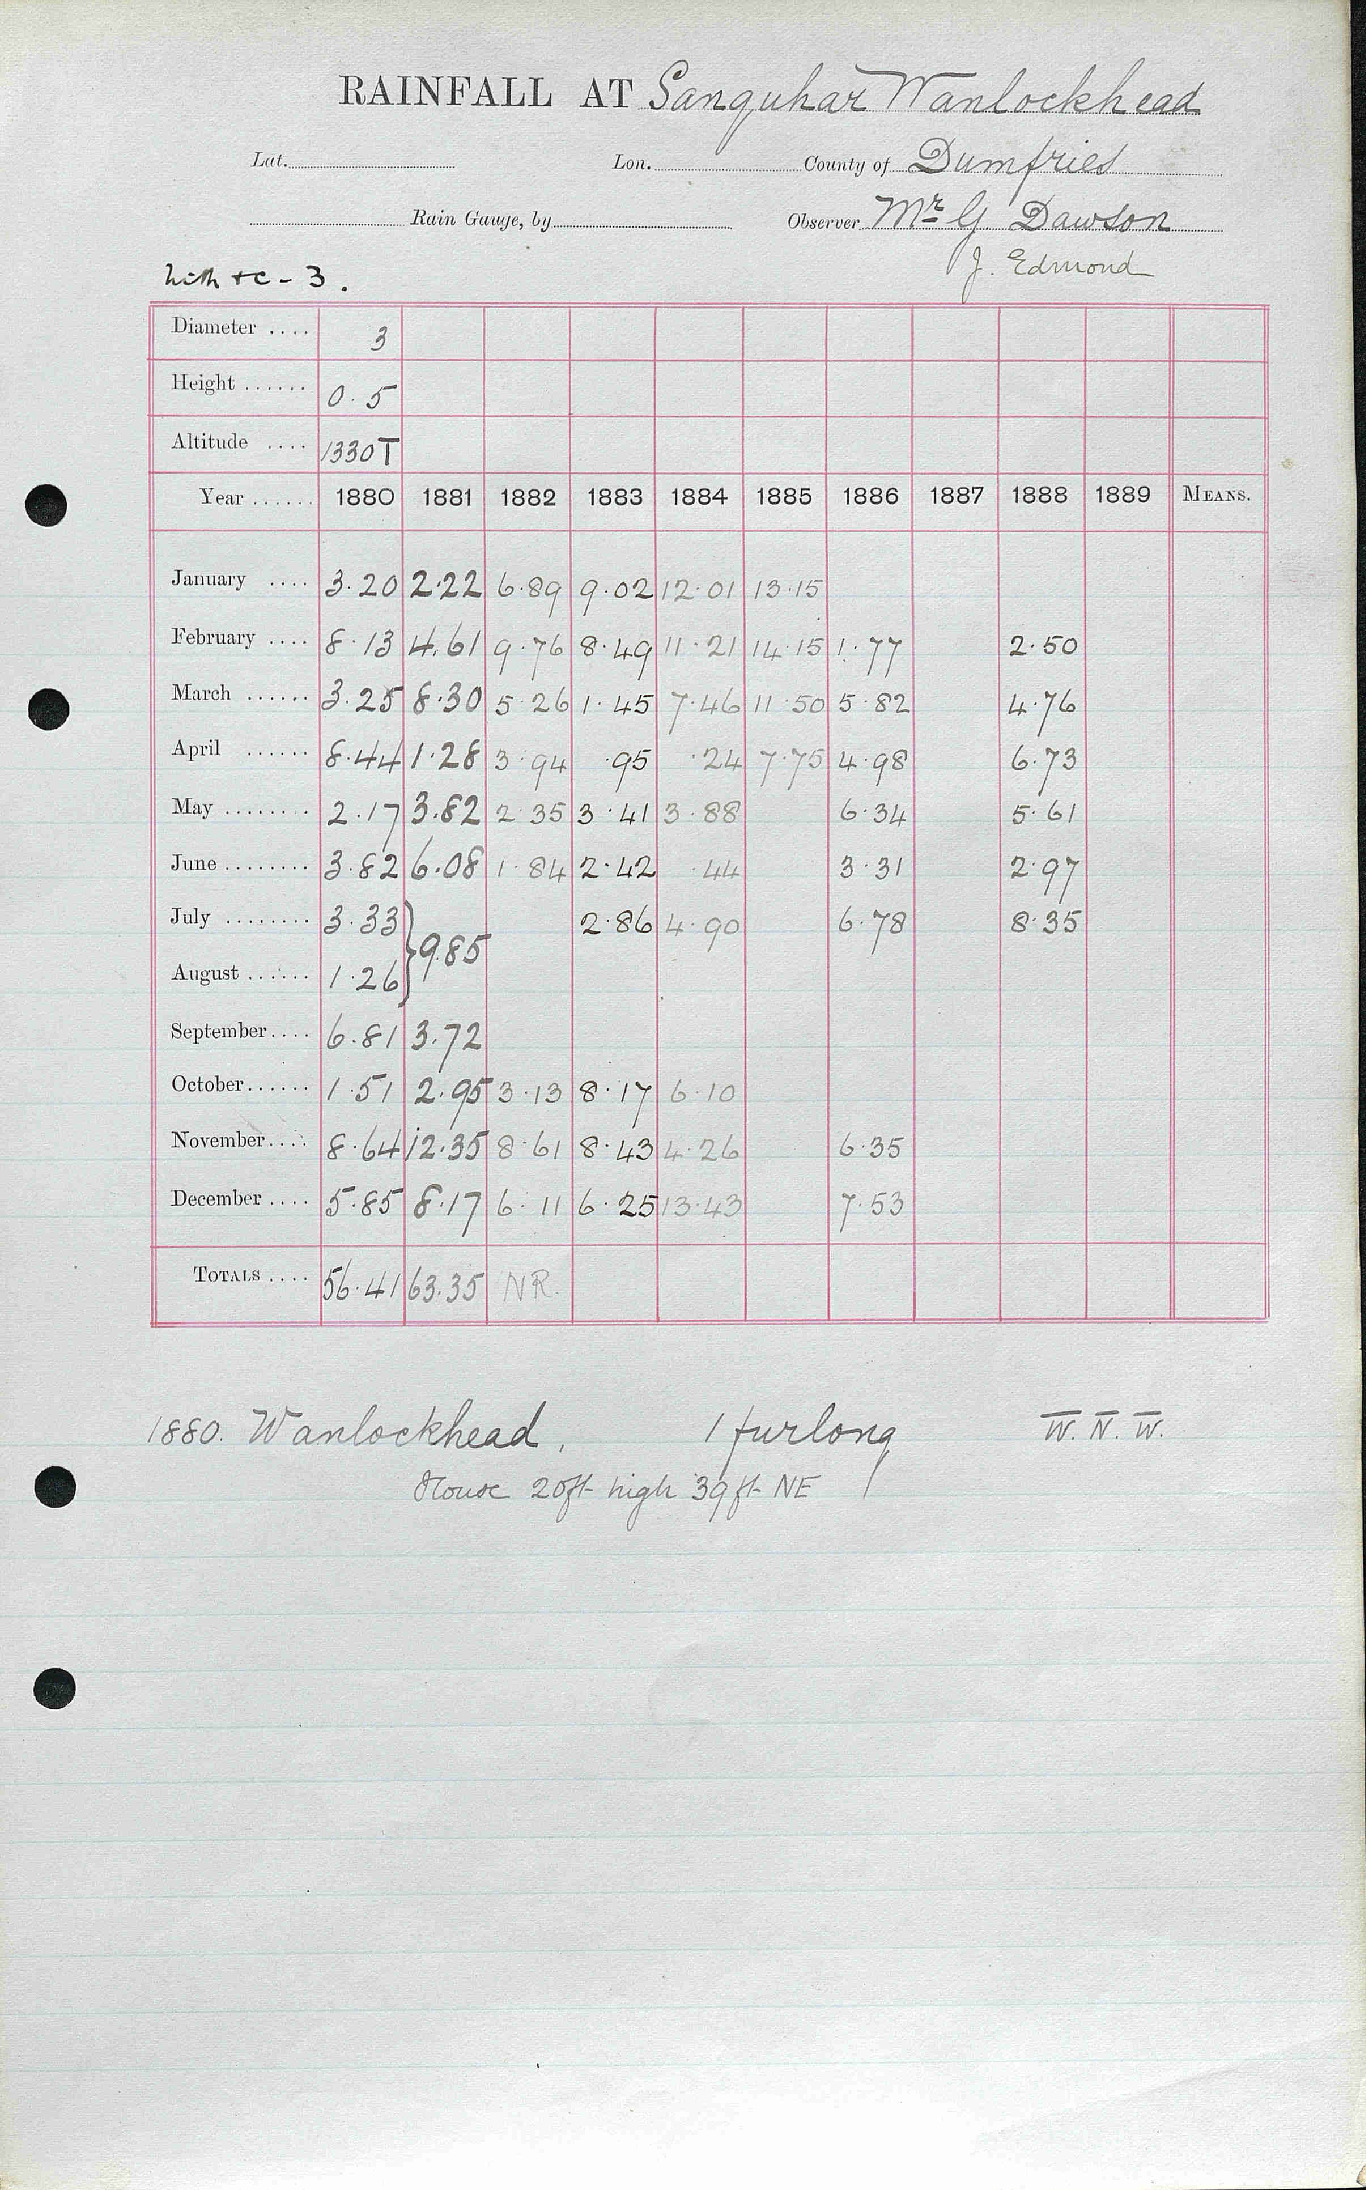 RAINFALL AT Sanquhar Wanlockhead
Lat. Lon. County of Dumfries
Rain Gauge, by Observer Mr G. Dawson
J. Edmond
Nith + C - 3.
Diameter .... 3
Height ...... 0.5
Altitude .... 1330T
Year ...... 1880 1881 1882 1883 1884 1885 1886 1887 1888 1889 MEANS.
January .... 3.20 2.22 6.89 9.02 12.01 13.15
February .... 8.13 4.61 9.76 8.49 11.21 14.15 1.77 2.50
March ...... 3.25 8.30 5.26 1.45 7.46 11.50 5.82 4.76
April ...... 8.44 1.28 3.94 .95 .24 7.75 4.98 6.73
May ........ 2.17 3.82 2.35 3.41 3.88 6.34 5.61
June ........ 3.82 6.08 1.84 2.42 .44 3.31 2.97
July ........ 3.33 } 9.85 2.86 4.90 6.78 8.35
August ...... 1.26
September .... 6.81 3.72
October ...... 1.51 2.95 3.13 8.17 6.10
November .... 8.64 12.35 8.61 8.43 4.26 6.35
December .... 5.85 8.17 6.11 6.25 13.43 7.53
TOTALS .... 56.41 63.35 NR.
1880. Wanlockhead, 1 furlong W. N. W.
House 20ft high 39ft NE